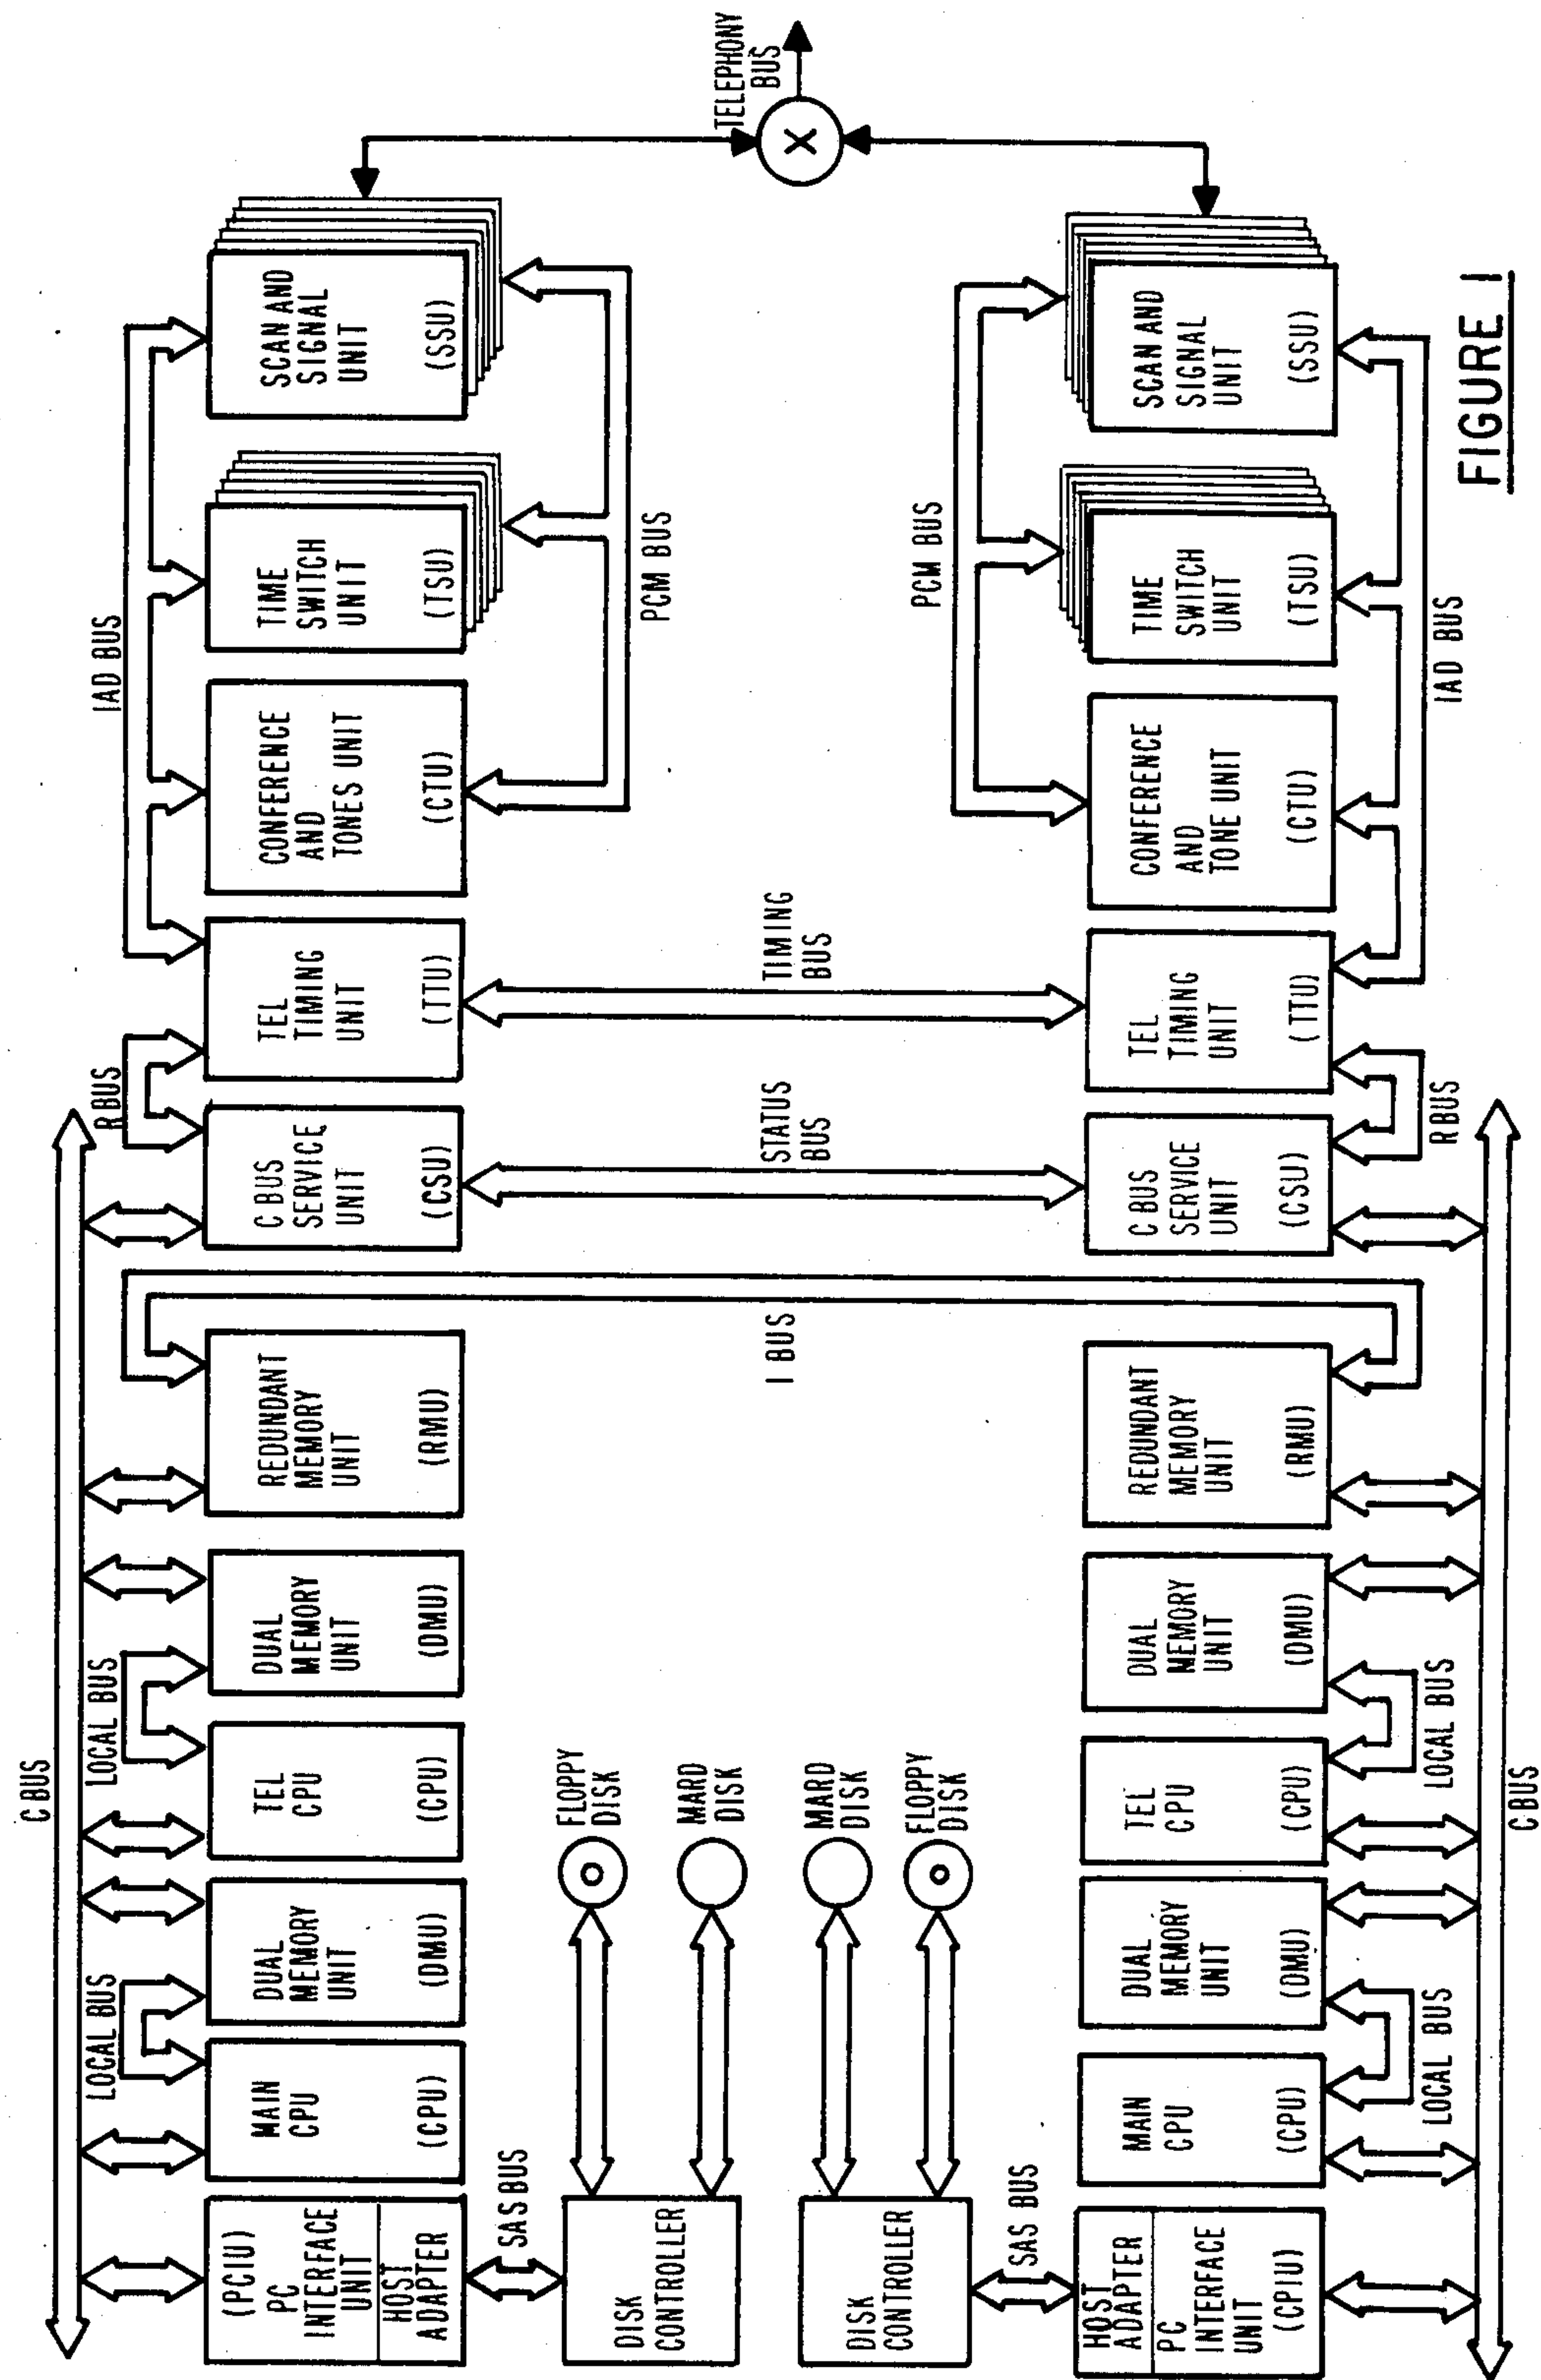 C BUS
LOCAL BUS
LOCAL BUS
R BUS
IAD BUS
(PCIU)
PC
INTERFACE
UNIT
HOST
ADAPTER
MAIN
CPU
(CPU)
DUAL
MEMORY
UNIT
(DMU)
TEL
CPU
(CPU)
DUAL
MEMORY
UNIT
(DMU)
REDUNDANT
MEMORY
UNIT
(RMU)
C BUS
SERVICE
UNIT
(CSU)
TEL
TIMING
UNIT
(TTU)
CONFERENCE
AND
TONES UNIT
(CTU)
TIME
SWITCH
UNIT
(TSU)
SCAN AND
SIGNAL
UNIT
(SSU)
SAS BUS
PCM BUS
DISK
CONTROLLER
FLOPPY
DISK
MARD
DISK
I BUS
STATUS
BUS
TIMING
BUS
TELEPHONY
BUS
X
DISK
CONTROLLER
MARD
DISK
FLOPPY
DISK
SAS BUS
PCM BUS
HOST
ADAPTER
PC
INTERFACE
UNIT
(CPIU)
MAIN
CPU
(CPU)
DUAL
MEMORY
UNIT
(DMU)
TEL
CPU
(CPU)
DUAL
MEMORY
UNIT
(DMU)
REDUNDANT
MEMORY
UNIT
(RMU)
C BUS
SERVICE
UNIT
(CSU)
TEL
TIMING
UNIT
(TTU)
CONFERENCE
AND
TONE UNIT
(CTU)
TIME
SWITCH
UNIT
(TSU)
SCAN AND
SIGNAL
UNIT
(SSU)
LOCAL BUS
LOCAL BUS
R BUS
IAD BUS
C BUS
FIGURE 1